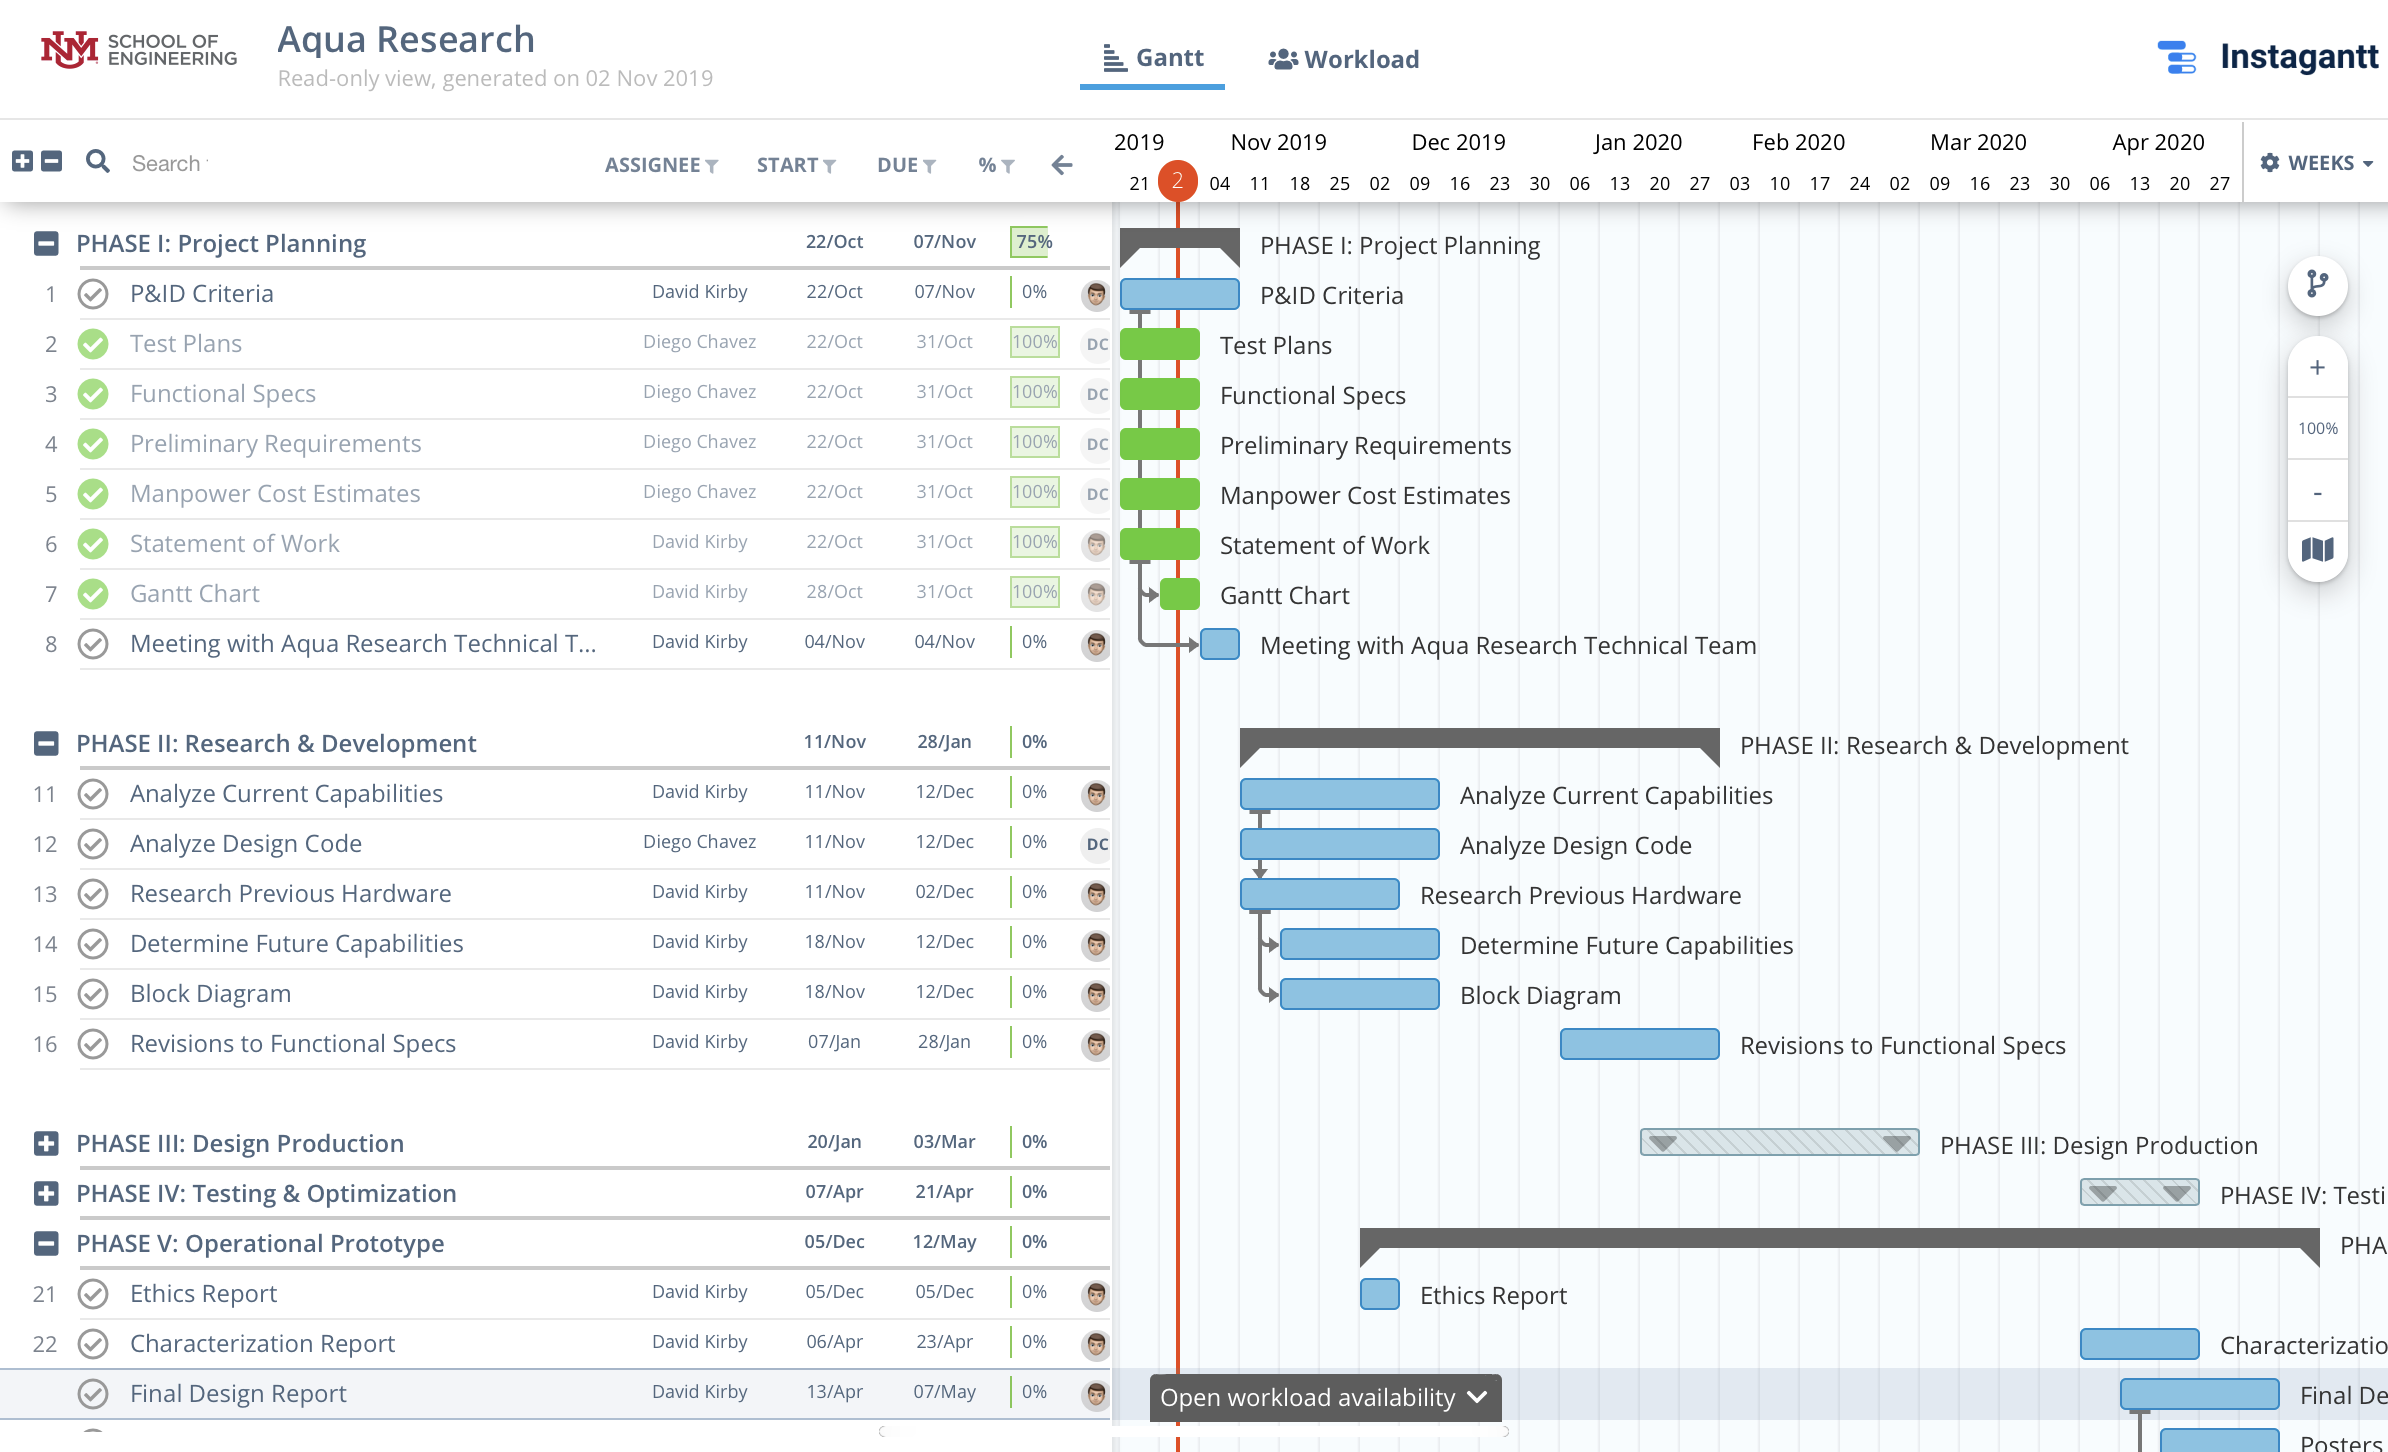 SCHOOL OF
ENGINEERING
Aqua Research
Read-only view, generated on 02 Nov 2019
Gantt
Workload
Instagantt
Search
ASSIGNEE START DUE %
2019 Nov 2019 Dec 2019 Jan 2020 Feb 2020 Mar 2020 Apr 2020
21 2 04 11 18 25 02 09 16 23 30 06 13 20 27 03 10 17 24 02 09 16 23 30 06 13 20 27
WEEKS
PHASE I: Project Planning 22/Oct 07/Nov 75% PHASE I: Project Planning
1 P&ID Criteria David Kirby 22/Oct 07/Nov 0% P&ID Criteria
2 Test Plans Diego Chavez 22/Oct 31/Oct 100% DC Test Plans
3 Functional Specs Diego Chavez 22/Oct 31/Oct 100% DC Functional Specs
4 Preliminary Requirements Diego Chavez 22/Oct 31/Oct 100% DC Preliminary Requirements
5 Manpower Cost Estimates Diego Chavez 22/Oct 31/Oct 100% DC Manpower Cost Estimates
6 Statement of Work David Kirby 22/Oct 31/Oct 100% Statement of Work
7 Gantt Chart David Kirby 28/Oct 31/Oct 100% Gantt Chart
8 Meeting with Aqua Research Technical T... David Kirby 04/Nov 04/Nov 0% Meeting with Aqua Research Technical Team
+
100%
-
PHASE II: Research & Development 11/Nov 28/Jan 0% PHASE II: Research & Development
11 Analyze Current Capabilities David Kirby 11/Nov 12/Dec 0% Analyze Current Capabilities
12 Analyze Design Code Diego Chavez 11/Nov 12/Dec 0% DC Analyze Design Code
13 Research Previous Hardware David Kirby 11/Nov 02/Dec 0% Research Previous Hardware
14 Determine Future Capabilities David Kirby 18/Nov 12/Dec 0% Determine Future Capabilities
15 Block Diagram David Kirby 18/Nov 12/Dec 0% Block Diagram
16 Revisions to Functional Specs David Kirby 07/Jan 28/Jan 0% Revisions to Functional Specs
PHASE III: Design Production 20/Jan 03/Mar 0% PHASE III: Design Production
PHASE IV: Testing & Optimization 07/Apr 21/Apr 0% PHASE IV: Testi
PHASE V: Operational Prototype 05/Dec 12/May 0% PHA
21 Ethics Report David Kirby 05/Dec 05/Dec 0% Ethics Report
22 Characterization Report David Kirby 06/Apr 23/Apr 0% Characterizatio
Final Design Report David Kirby 13/Apr 07/May 0% Final De
Open workload availability
Posters